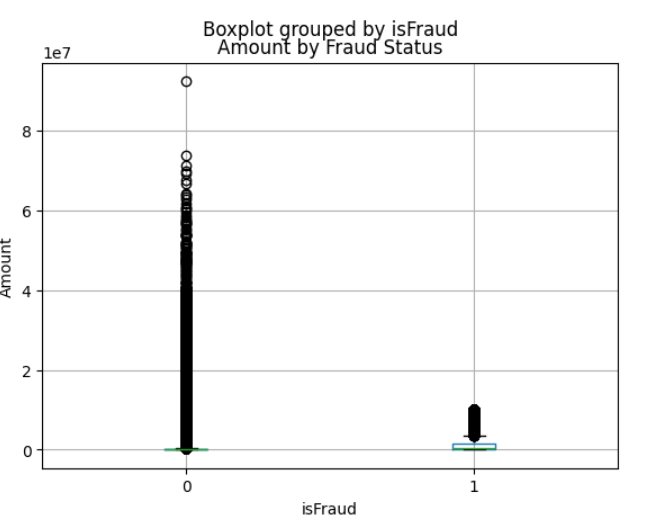 Boxplot grouped by isFraud
Amount by Fraud Status
1e7
8
6
4
2
0
Amount
0 1
isFraud